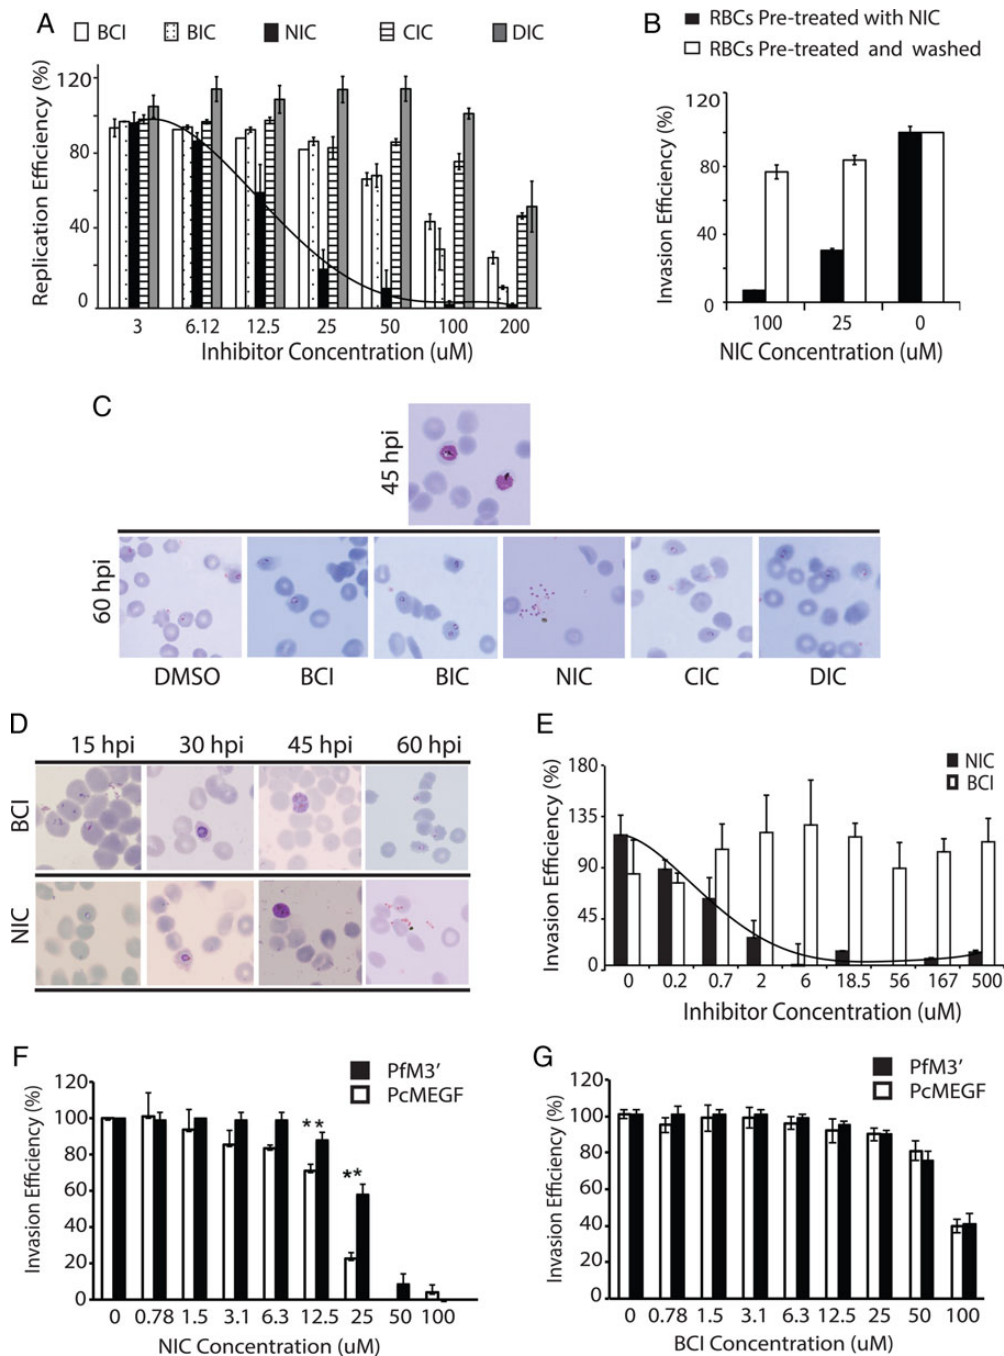 A
BCI BIC NIC CIC DIC
Replication Efficiency (%)
120
80
40
0
3 6.12 12.5 25 50 100 200
Inhibitor Concentration (uM)
B
RBCs Pre-treated with NIC
RBCs Pre-treated and washed
Invasion Efficiency (%)
120
80
40
0
100 25 0
NIC Concentration (uM)
C
45 hpi
60 hpi
DMSO BCI BIC NIC CIC DIC
D
15 hpi 30 hpi 45 hpi 60 hpi
BCI
NIC
E
NIC
BCI
Invasion Efficiency (%)
180
135
90
45
0
0 0.2 0.7 2 6 18.5 56 167 500
Inhibitor Concentration (uM)
F
PfM3'
PcMEGF
Invasion Efficiency (%)
120
100
80
60
40
20
0
**
**
0 0.78 1.5 3.1 6.3 12.5 25 50 100
NIC Concentration (uM)
G
PfM3'
PcMEGF
Invasion Efficiency (%)
120
100
80
60
40
20
0
0 0.78 1.5 3.1 6.3 12.5 25 50 100
BCI Concentration (uM)